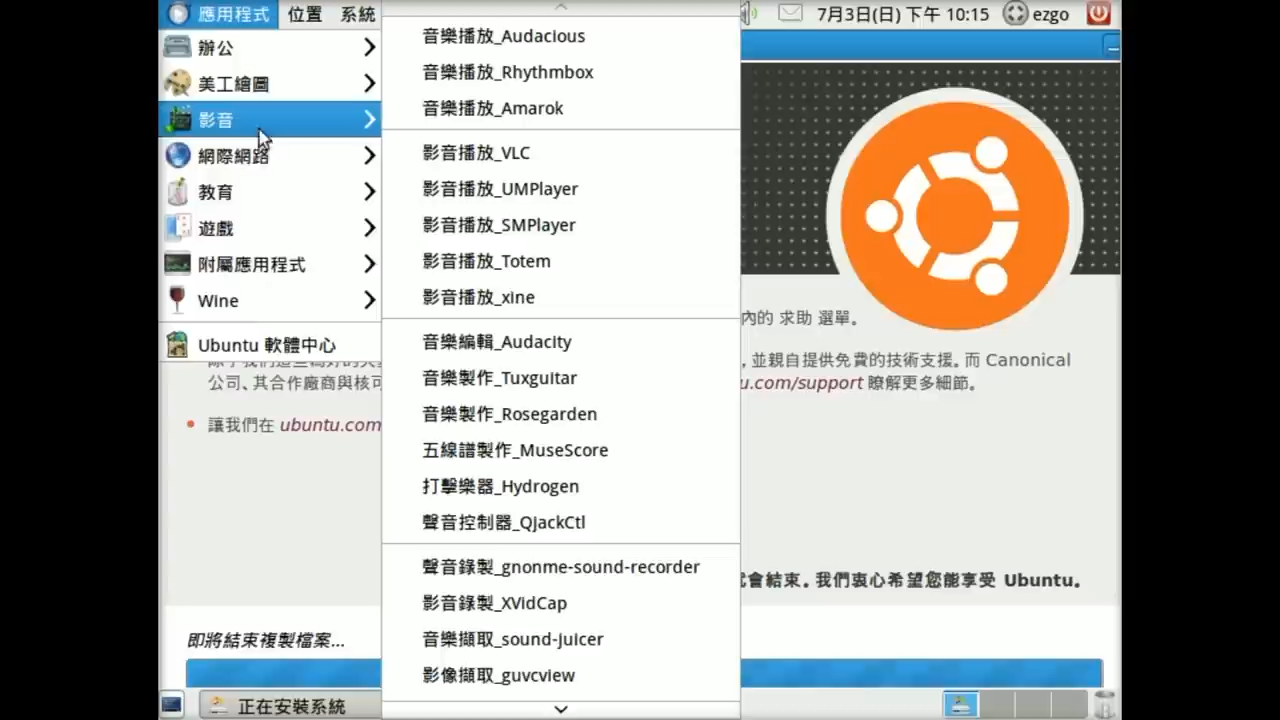 應用程式 位置 系統
7月3日(日) 下午 10:15 ezgo
辦公
美工繪圖
影音
網際網路
教育
遊戲
附屬應用程式
Wine
Ubuntu 軟體中心
音樂播放_Audacious
音樂播放_Rhythmbox
音樂播放_Amarok
影音播放_VLC
影音播放_UMPlayer
影音播放_SMPlayer
影音播放_Totem
影音播放_xine
音樂編輯_Audacity
音樂製作_Tuxguitar
音樂製作_Rosegarden
五線譜製作_MuseScore
打擊樂器_Hydrogen
聲音控制器_QJackCtl
聲音錄製_gnonme-sound-recorder
影音錄製_XVidCap
音樂擷取_sound-juicer
影像擷取_guvcview
內的 求助 選單。
，並親自提供免費的技術支援。而 Canonical
公司、其合作廠商與核可
u.com/support 瞭解更多細節。
讓我們在 ubuntu.com
就會結束。我們衷心希望您能享受 Ubuntu。
即將結束複製檔案...
正在安裝系統